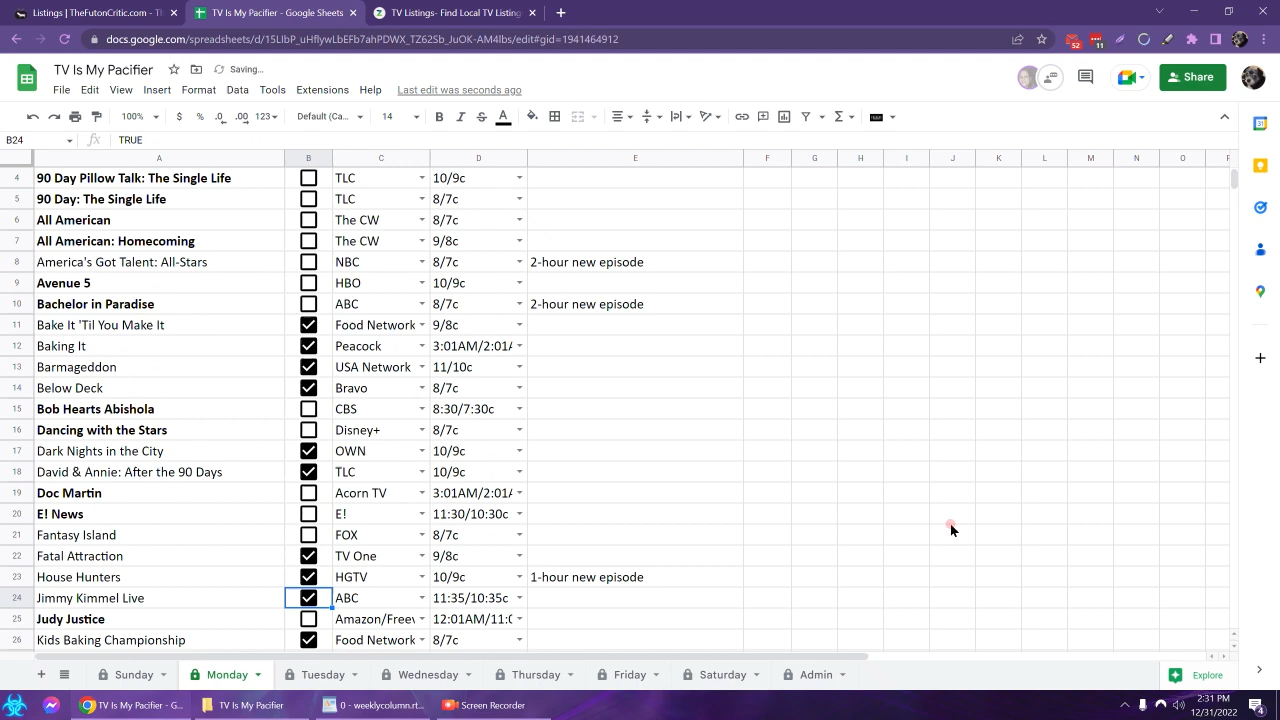 Listings | TheFutonCritic.com - Th
TV Is My Pacifier - Google Sheets
TV Listings- Find Local TV Listing
docs.google.com/spreadsheets/d/15LlbP_uHflywLbEFb7ahPDWX_TZ62Sb_JuOK-AM4lbs/edit#gid=1941464912
52
11
TV Is My Pacifier
Saving...
File Edit View Insert Format Data Tools Extensions Help Last edit was seconds ago
Share
100% $ % .0 .00 123 Default (Ca... 14 B I S A
B24 fx TRUE
A B C D E F G H I J K L M N O
4 90 Day Pillow Talk: The Single Life TLC 10/9c
5 90 Day: The Single Life TLC 8/7c
6 All American The CW 8/7c
7 All American: Homecoming The CW 9/8c
8 America's Got Talent: All-Stars NBC 8/7c 2-hour new episode
9 Avenue 5 HBO 10/9c
10 Bachelor in Paradise ABC 8/7c 2-hour new episode
11 Bake It 'Til You Make It Food Network 9/8c
12 Baking It Peacock 3:01AM/2:01A
13 Barmageddon USA Network 11/10c
14 Below Deck Bravo 8/7c
15 Bob Hearts Abishola CBS 8:30/7:30c
16 Dancing with the Stars Disney+ 8/7c
17 Dark Nights in the City OWN 10/9c
18 David & Annie: After the 90 Days TLC 10/9c
19 Doc Martin Acorn TV 3:01AM/2:01A
20 E! News E! 11:30/10:30c
21 Fantasy Island FOX 8/7c
22 Fatal Attraction TV One 9/8c
23 House Hunters HGTV 10/9c 1-hour new episode
24 Jimmy Kimmel Live ABC 11:35/10:35c
25 Judy Justice Amazon/Freev 12:01AM/11:0
26 Kids Baking Championship Food Network 8/7c
Sunday Monday Tuesday Wednesday Thursday Friday Saturday Admin Explore
TV Is My Pacifier - G... TV Is My Pacifier 0 - weeklycolumn.rt... Screen Recorder
2:31 PM
12/31/2022
4